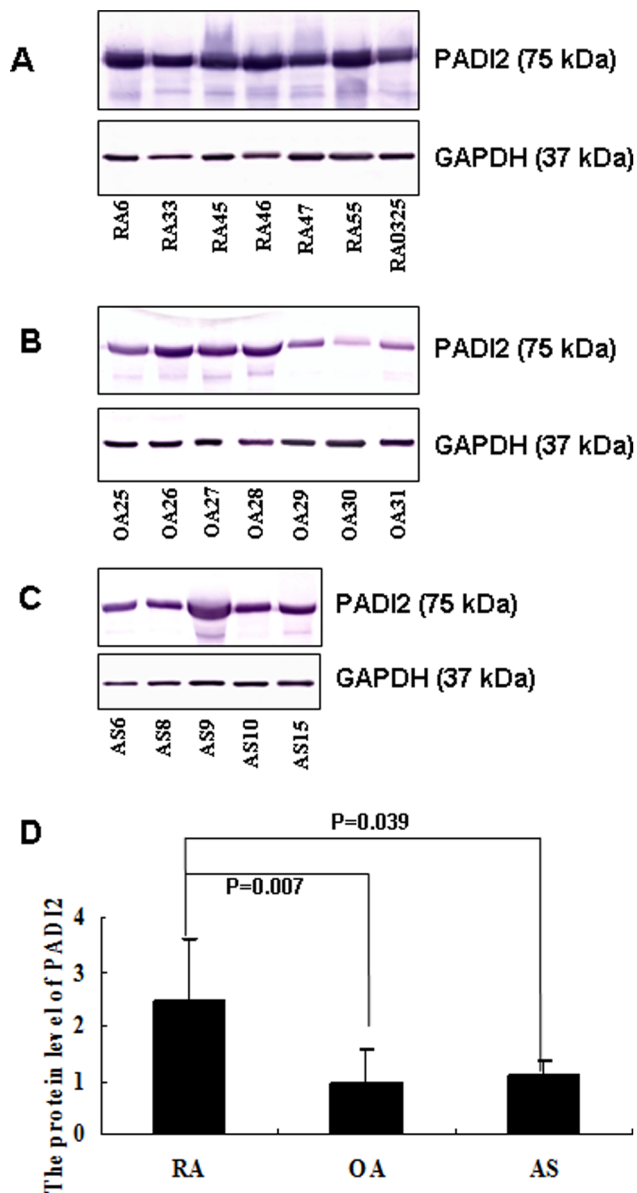 A
PADI2 (75 kDa)
GAPDH (37 kDa)
RA6 RA33 RA45 RA46 RA47 RA55 RA0325
B
PADI2 (75 kDa)
GAPDH (37 kDa)
OA25 OA26 OA27 OA28 OA29 OA30 OA31
C
PADI2 (75 kDa)
GAPDH (37 kDa)
AS6 AS8 AS9 AS10 AS15
D
P=0.039
P=0.007
The protein level of PADI2
4
3
2
1
0
RA OA AS